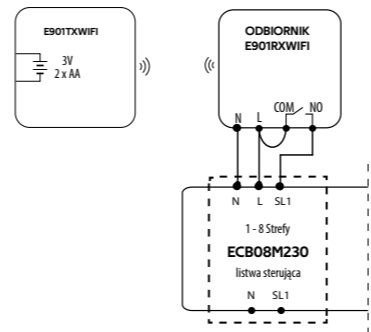 E901TXWIFI
3V
2 x AA
ODBIORNIK
E901RXWIFI
COM NO
N L
N L SL1
1 - 8 Strefy
ECB08M230
listwa sterująca
N SL1